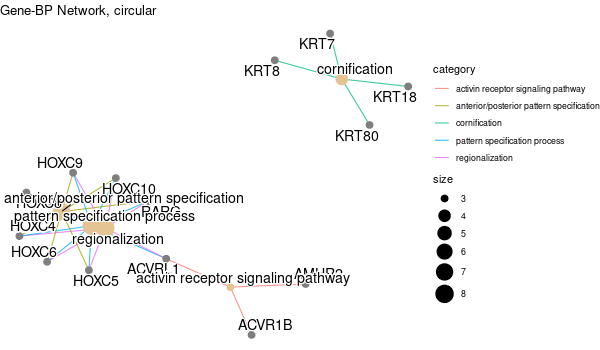 Gene-BP Network, circular
KRT7
KRT8
cornification
KRT18
KRT80
HOXC9
HOXC10
anterior/posterior pattern specification
pattern specification process
HOXC4
regionalization
HOXC6
HOXC5
ACVRL1
activin receptor signaling pathway
ACVR1B
category
activin receptor signaling pathway
anterior/posterior pattern specification
cornification
pattern specification process
regionalization
size
3
4
5
6
7
8